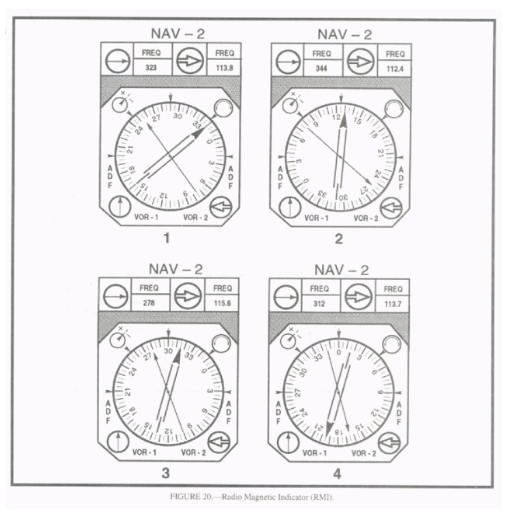 NAV – 2
FREQ
323
FREQ
113.8
33
30
27
24
21
18
15
12
9
6
3
0
ADF
ADF
VOR - 1
VOR - 2
1
NAV – 2
FREQ
344
FREQ
112.4
12
15
18
21
24
27
30
33
0
3
6
9
ADF
ADF
VOR - 1
VOR - 2
2
NAV – 2
FREQ
278
FREQ
115.6
30
33
0
3
6
9
12
15
18
21
24
27
ADF
ADF
VOR - 1
VOR - 2
3
NAV – 2
FREQ
312
FREQ
113.7
0
3
6
9
12
15
18
21
24
27
30
33
ADF
ADF
VOR - 1
VOR - 2
4
FIGURE 20.—Radio Magnetic Indicator (RMI).